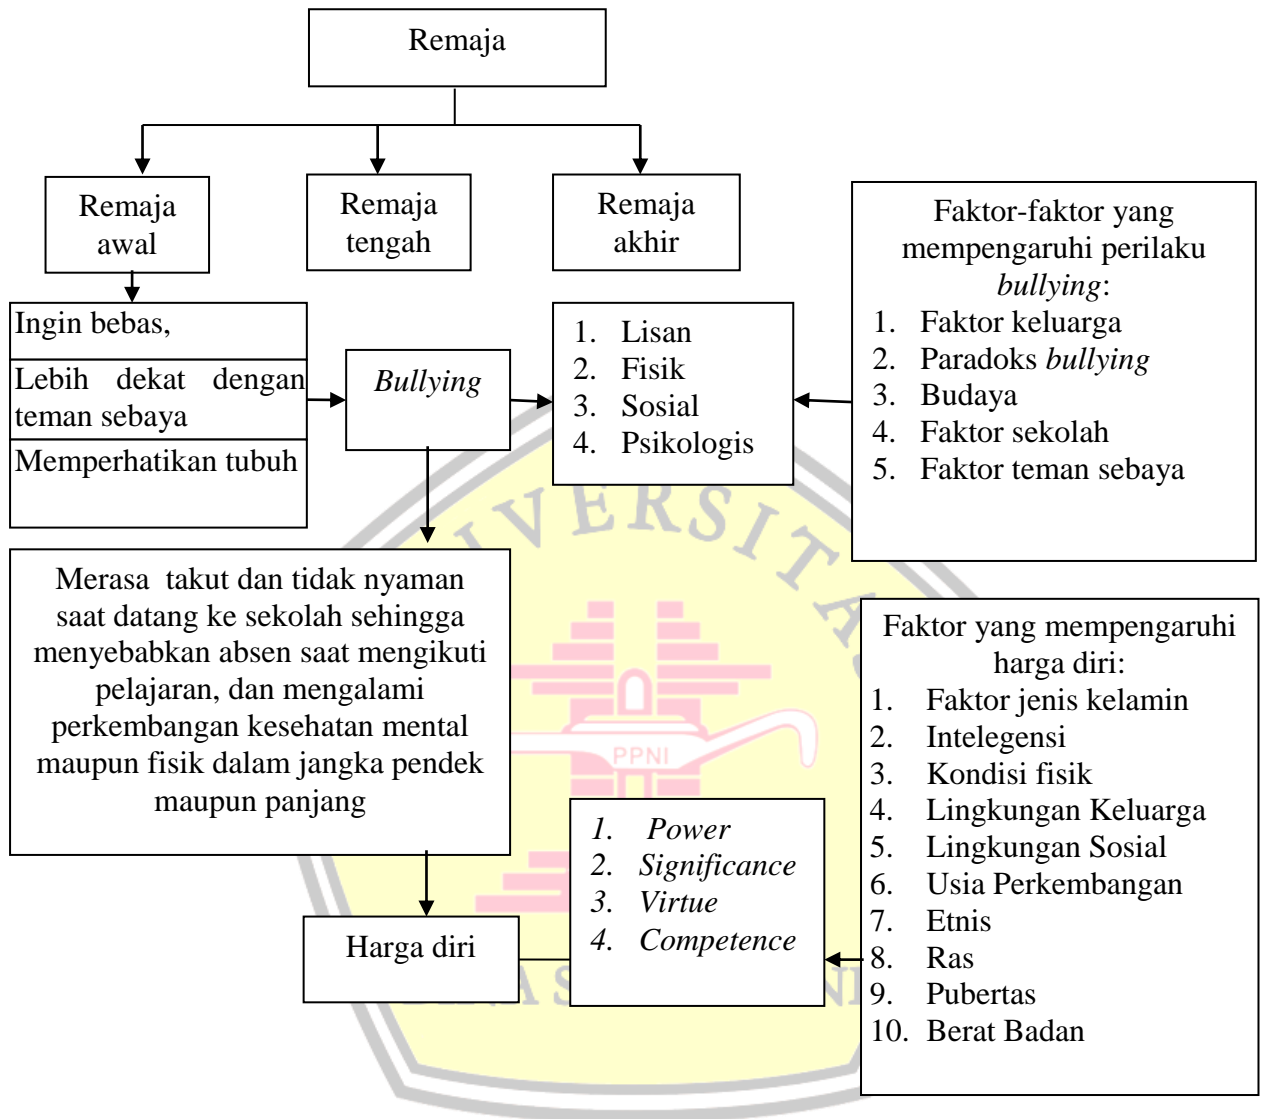 Remaja
Remaja
awal
Remaja
tengah
Remaja
akhir
Ingin bebas,
Lebih dekat dengan
teman sebaya
Memperhatikan tubuh
Bullying
1. Lisan
2. Fisik
3. Sosial
4. Psikologis
Faktor-faktor yang
mempengaruhi perilaku
bullying:
1. Faktor keluarga
2. Paradoks bullying
3. Budaya
4. Faktor sekolah
5. Faktor teman sebaya
Merasa takut dan tidak nyaman
saat datang ke sekolah sehingga
menyebabkan absen saat mengikuti
pelajaran, dan mengalami
perkembangan kesehatan mental
maupun fisik dalam jangka pendek
maupun panjang
Harga diri
1. Power
2. Significance
3. Virtue
4. Competence
Faktor yang mempengaruhi
harga diri:
1. Faktor jenis kelamin
2. Intelegensi
3. Kondisi fisik
4. Lingkungan Keluarga
5. Lingkungan Sosial
6. Usia Perkembangan
7. Etnis
8. Ras
9. Pubertas
10. Berat Badan
PPNI